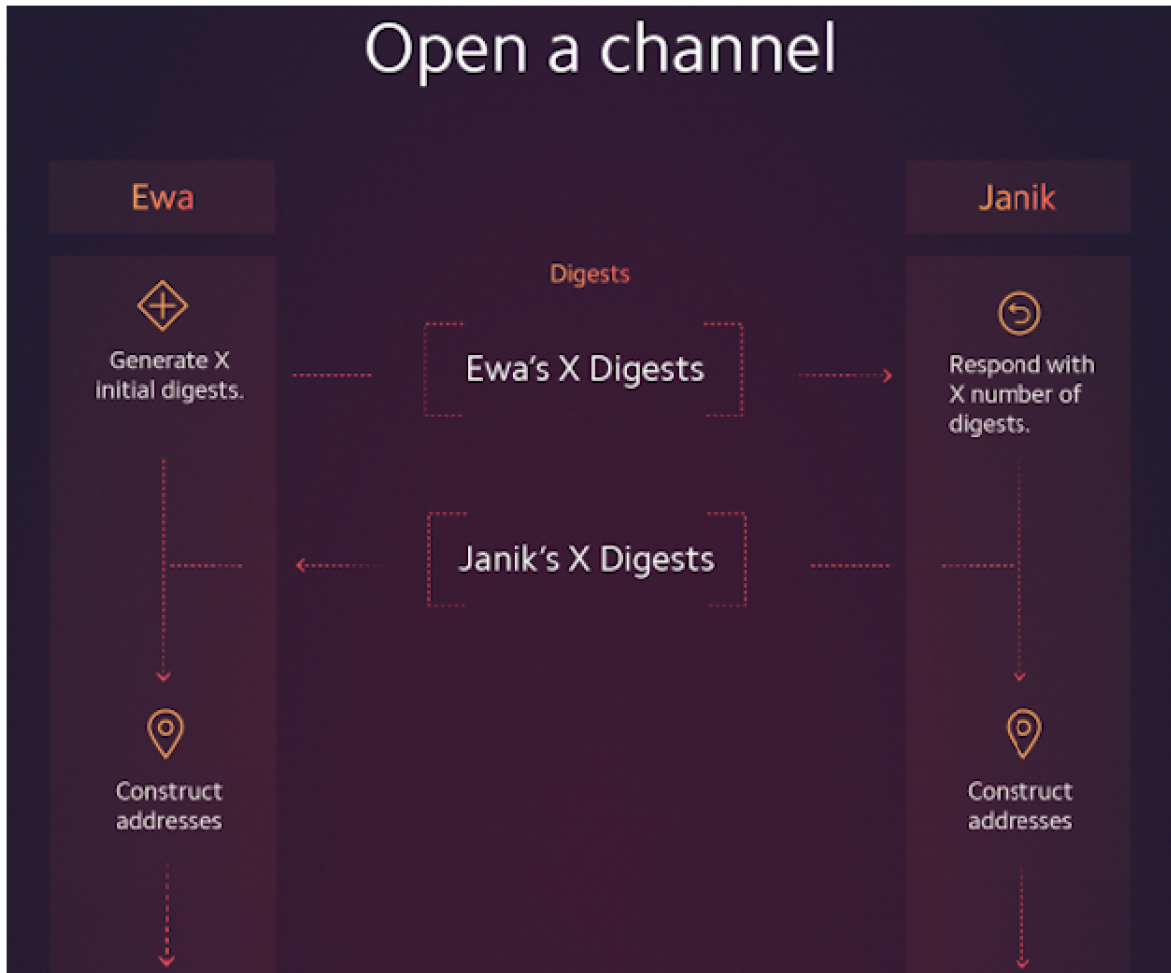 Open a channel
Ewa
Janik
Digests
Generate X
initial digests.
Ewa's X Digests
Respond with
X number of
digests.
Janik's X Digests
Construct
addresses
Construct
addresses